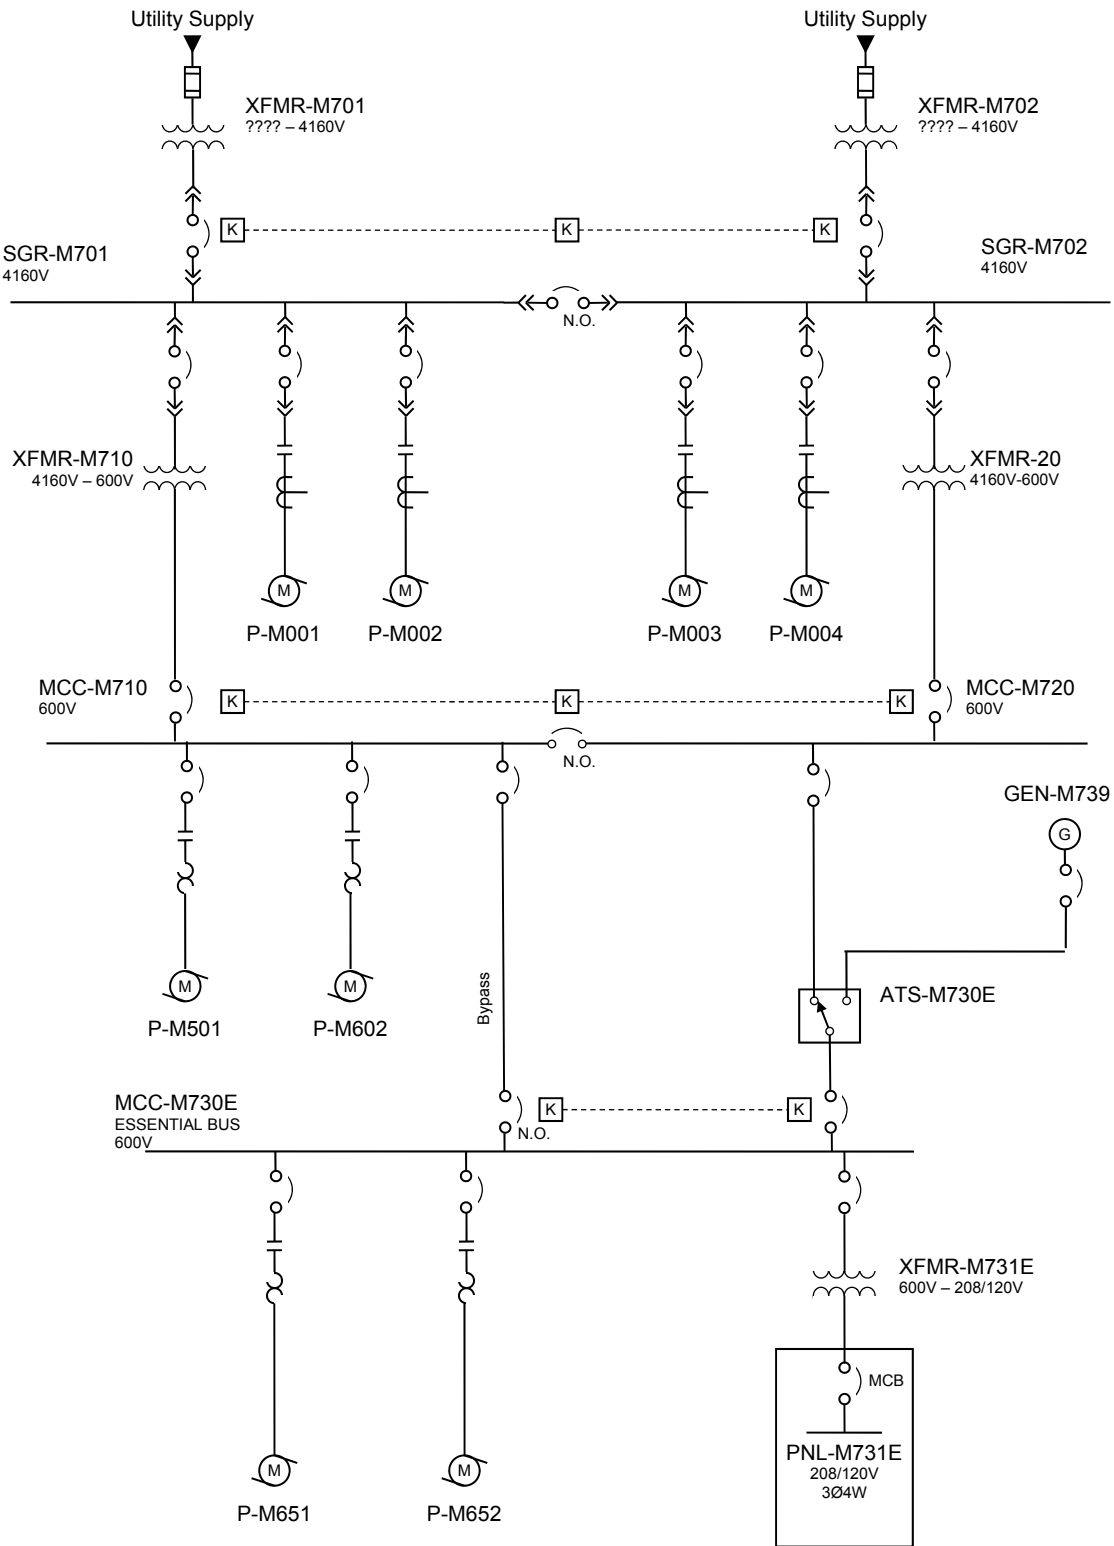 Utility Supply
Utility Supply
XFMR-M701
???? – 4160V
XFMR-M702
???? – 4160V
K
K
K
SGR-M701
4160V
SGR-M702
4160V
N.O.
XFMR-M710
4160V – 600V
XFMR-20
4160V-600V
M
M
M
M
P-M001
P-M002
P-M003
P-M004
MCC-M710
600V
K
K
K
MCC-M720
600V
N.O.
GEN-M739
G
M
M
Bypass
ATS-M730E
P-M501
P-M602
MCC-M730E
ESSENTIAL BUS
600V
K
K
N.O.
XFMR-M731E
600V – 208/120V
MCB
M
M
PNL-M731E
208/120V
3Ø4W
P-M651
P-M652